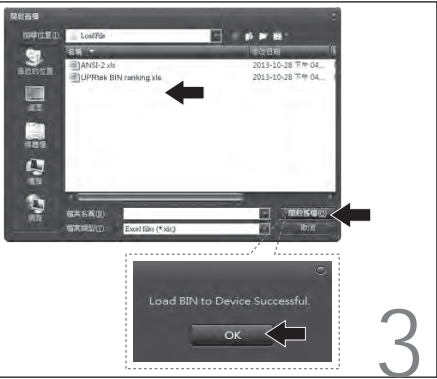 開啟舊檔
搜尋位置(I): LoadFile
名稱 修改日期
ANSI-2.xls 2013-10-28 下午 04...
UPRtek BIN ranking.xls 2013-10-28 下午 04...
最近的位置
桌面
媒體櫃
電腦
網路
檔案名稱(N): 開啟舊檔(O)
檔案類型(T): Excel files (*.xls;) 取消
Load BIN to Device Successful.
OK
3